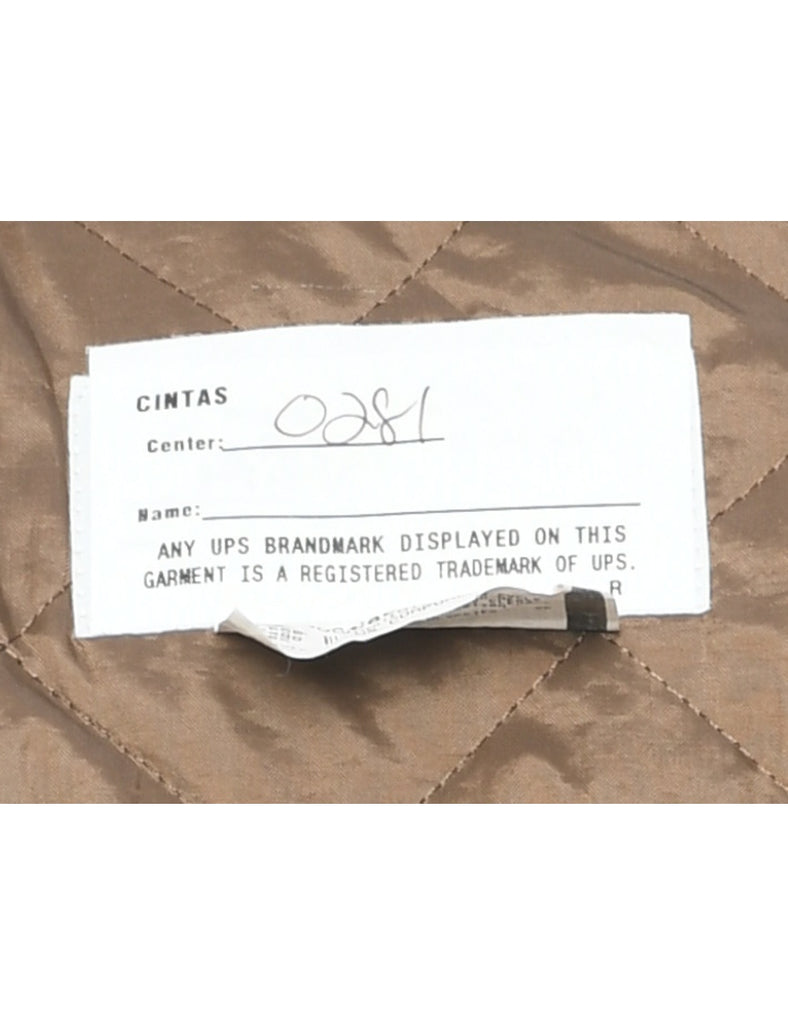 CINTAS
Center: 0281
Name:
ANY UPS BRANDMARK DISPLAYED ON THIS
GARMENT IS A REGISTERED TRADEMARK OF UPS.
R